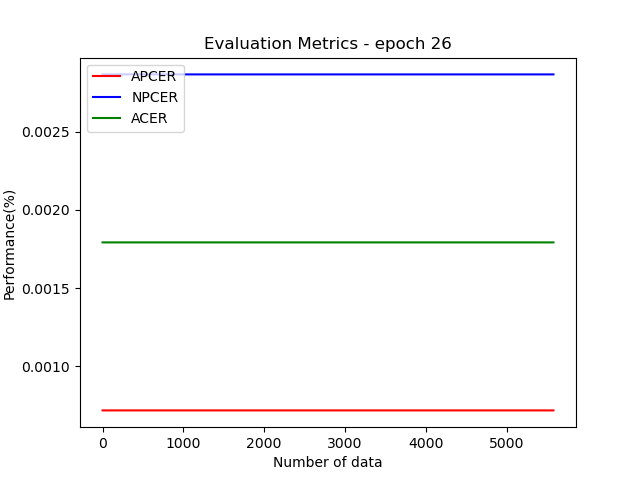 Evaluation Metrics - epoch 26
APCER
NPCER
ACER
0.0025
0.0020
0.0015
0.0010
Performance(%)
0 1000 2000 3000 4000 5000
Number of data